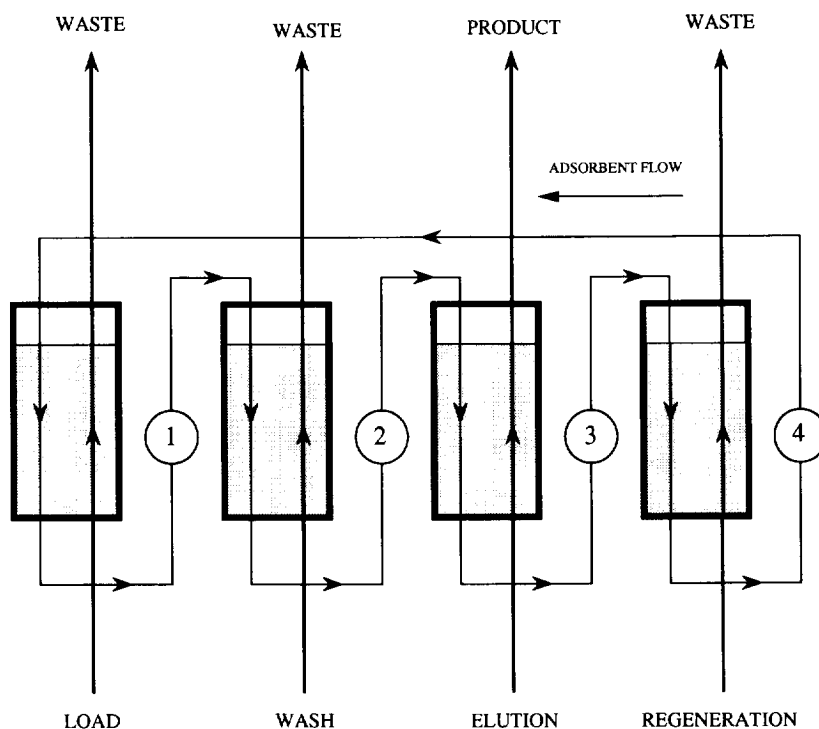 WASTE
WASTE
PRODUCT
WASTE
ADSORBENT FLOW
1
2
3
4
LOAD
WASH
ELUTION
REGENERATION